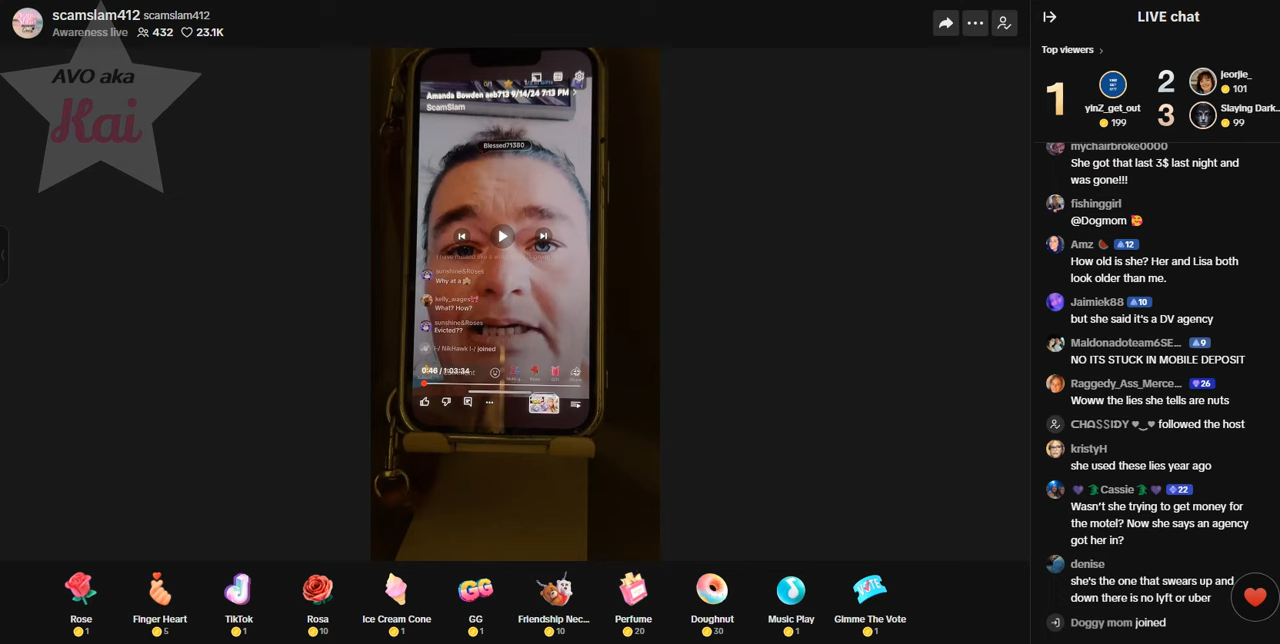 scamslam412 scamslam412
Awareness live 432 23.1K
AVO aka
Kai
Amanda Bowden aeb713 9/14/24 7:13 PM
ScamSlam
Blessed71380
sunshine&Roses
Why at a
kelly_wages
What? How?
sunshine&Roses
Evicted??
I-/ NikHawk I-/ joined
0:46 / 1:03:34
Rose
1
Finger Heart
5
TikTok
1
Rosa
10
Ice Cream Cone
1
GG
GG
1
Friendship Nec...
10
Perfume
20
Doughnut
30
Music Play
1
VOTE
Gimme The Vote
1
LIVE chat
Top viewers
1
yinZ_get_out
199
2
jeorjie_
101
3
Slaying Dark...
99
mychairbroke0000
She got that last 3$ last night and
was gone!!!
fishinggirl
@Dogmom
Amz 12
How old is she? Her and Lisa both
look older than me.
Jaimiek88 10
but she said it's a DV agency
Maldonadoteam6SE... 9
NO ITS STUCK IN MOBILE DEPOSIT
Raggedy_Ass_Merce... 26
Woww the lies she tells are nuts
CHASSIDY followed the host
kristyH
she used these lies year ago
Cassie 22
Wasn't she trying to get money for
the motel? Now she says an agency
got her in?
denise
she's the one that swears up and
down there is no lyft or uber
Doggy mom joined